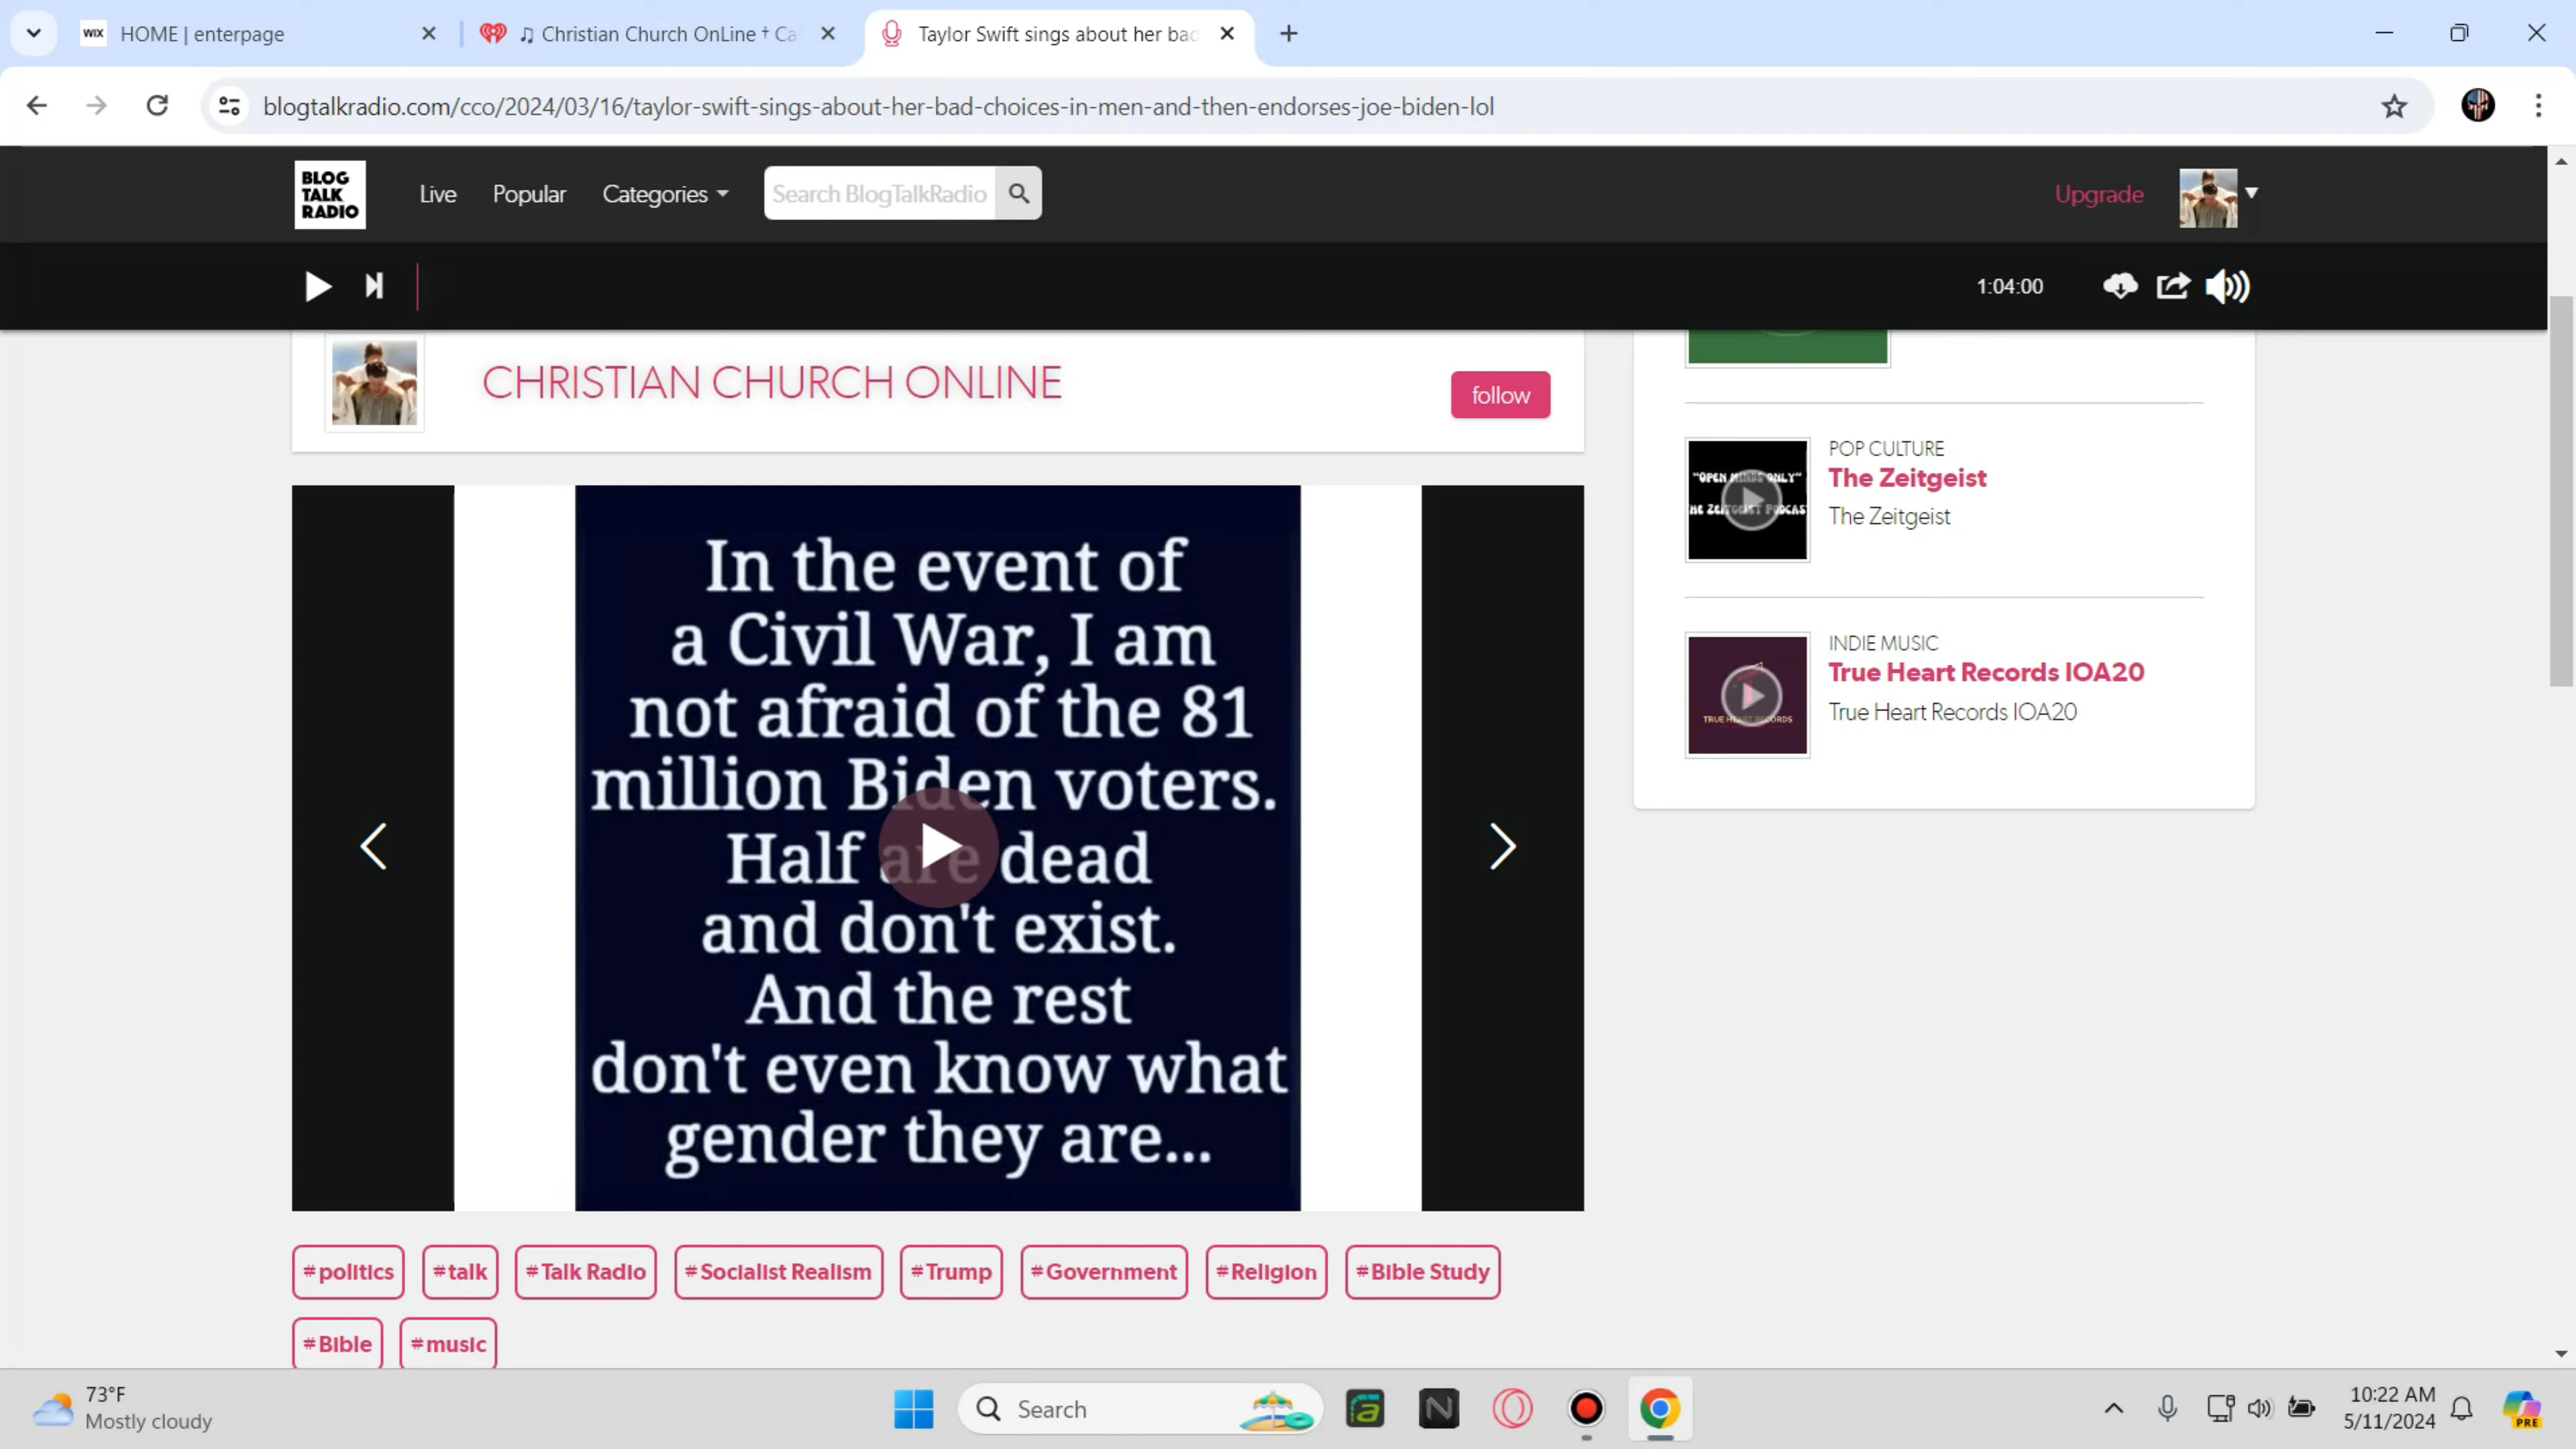 HOME | enterpage
♫ Christian Church OnLine † Ca
Taylor Swift sings about her bad
blogtalkradio.com/cco/2024/03/16/taylor-swift-sings-about-her-bad-choices-in-men-and-then-endorses-joe-biden-lol
BLOG
TALK
RADIO
Live
Popular
Categories
Search BlogTalkRadio
Upgrade
1:04:00
CHRISTIAN CHURCH ONLINE
follow
In the event of
a Civil War, I am
not afraid of the 81
million Biden voters.
Half are dead
and don't exist.
And the rest
don't even know what
gender they are...
POP CULTURE
The Zeitgeist
The Zeitgeist
INDIE MUSIC
True Heart Records IOA20
True Heart Records IOA20
#politics
#talk
#Talk Radio
#Socialist Realism
#Trump
#Government
#Religion
#Bible Study
#Bible
#music
73°F
Mostly cloudy
Search
10:22 AM
5/11/2024
PRE